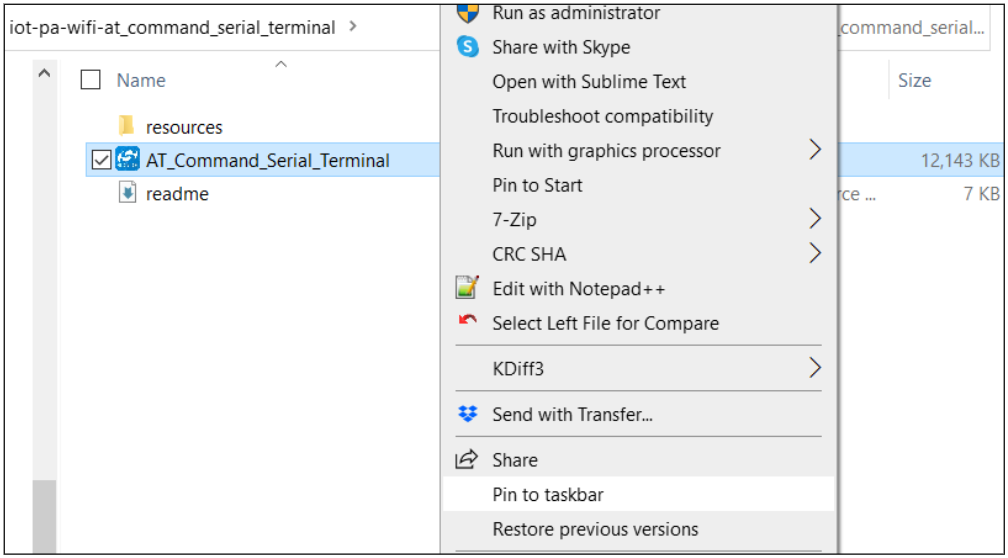 iot-pa-wifi-at_command_serial_terminal
command_serial...
Name
Size
resources
AT_Command_Serial_Terminal
12,143 KB
readme
rce ...
7 KB
Run as administrator
Share with Skype
Open with Sublime Text
Troubleshoot compatibility
Run with graphics processor
Pin to Start
7-Zip
CRC SHA
Edit with Notepad++
Select Left File for Compare
KDiff3
Send with Transfer...
Share
Pin to taskbar
Restore previous versions